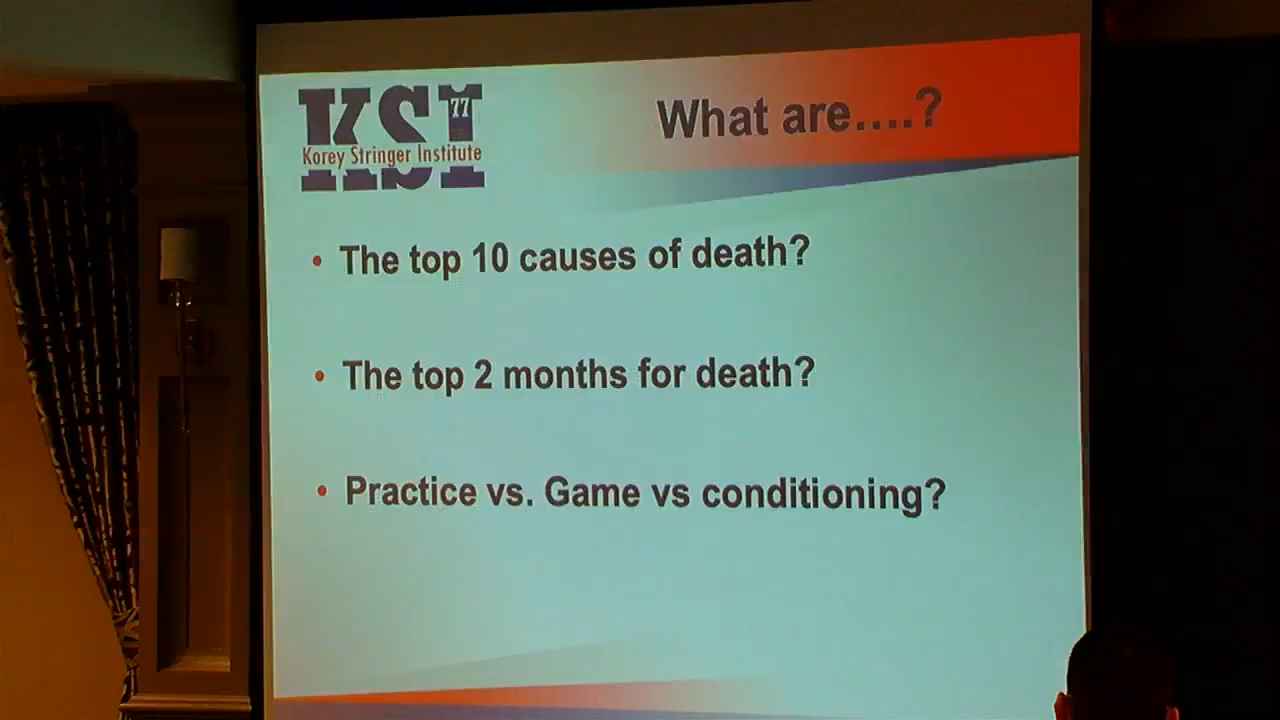 KSI
77
Korey Stringer Institute
What are....?
• The top 10 causes of death?
• The top 2 months for death?
• Practice vs. Game vs conditioning?